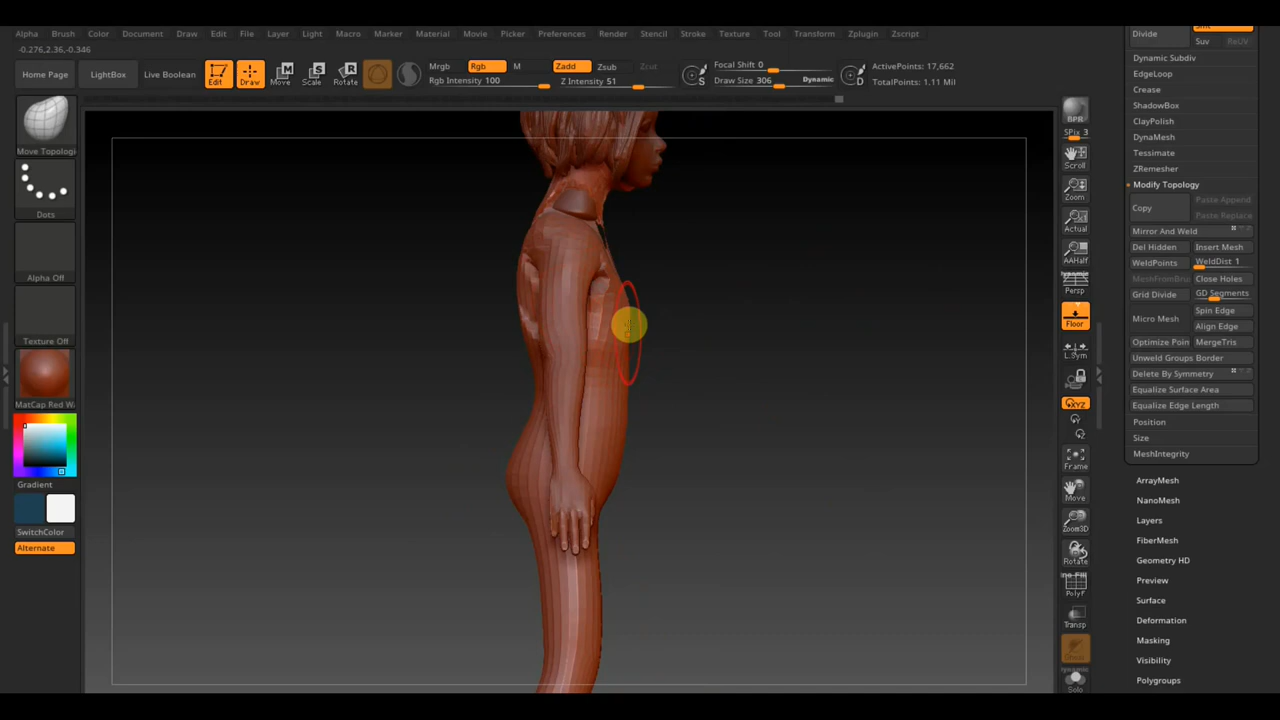 Alpha Brush Color Document Draw Edit File Layer Light Macro Marker Material Movie Picker Preferences Render Stencil Stroke Texture Tool Transform Zplugin Zscript
-0.276,2.36,-0.346
Home Page
LightBox
Live Boolean
Edit
Draw
Move
Scale
Rotate
Mrgb Rgb M
Rgb Intensity 100
Zadd Zsub Zcut
Z Intensity 51
S
Focal Shift 0
Draw Size 306 Dynamic
D
ActivePoints: 17,662
TotalPoints: 1.11 Mil
Move Topologi
Dots
Alpha Off
Texture Off
MatCap Red W
Gradient
SwitchColor
Alternate
BPR
SPix 3
Scroll
Zoom
Actual
AAHalf
Dynamic
Persp
Floor
L.Sym
XYZ
Y
Z
Frame
Move
Zoom3D
Rotate
PolyF
Transp
Dynamic
Solo
Divide
Suv ReUV
Dynamic Subdiv
EdgeLoop
Crease
ShadowBox
ClayPolish
DynaMesh
Tessimate
ZRemesher
Modify Topology
Copy
Paste Append
Paste Replace
Mirror And Weld
Del Hidden Insert Mesh
WeldPoints WeldDist 1
MeshFromBru Close Holes
Grid Divide GD Segments
Micro Mesh
Spin Edge
Align Edge
Optimize Poin MergeTris
Unweld Groups Border
Delete By Symmetry
Equalize Surface Area
Equalize Edge Length
Position
Size
MeshIntegrity
ArrayMesh
NanoMesh
Layers
FiberMesh
Geometry HD
Preview
Surface
Deformation
Masking
Visibility
Polygroups